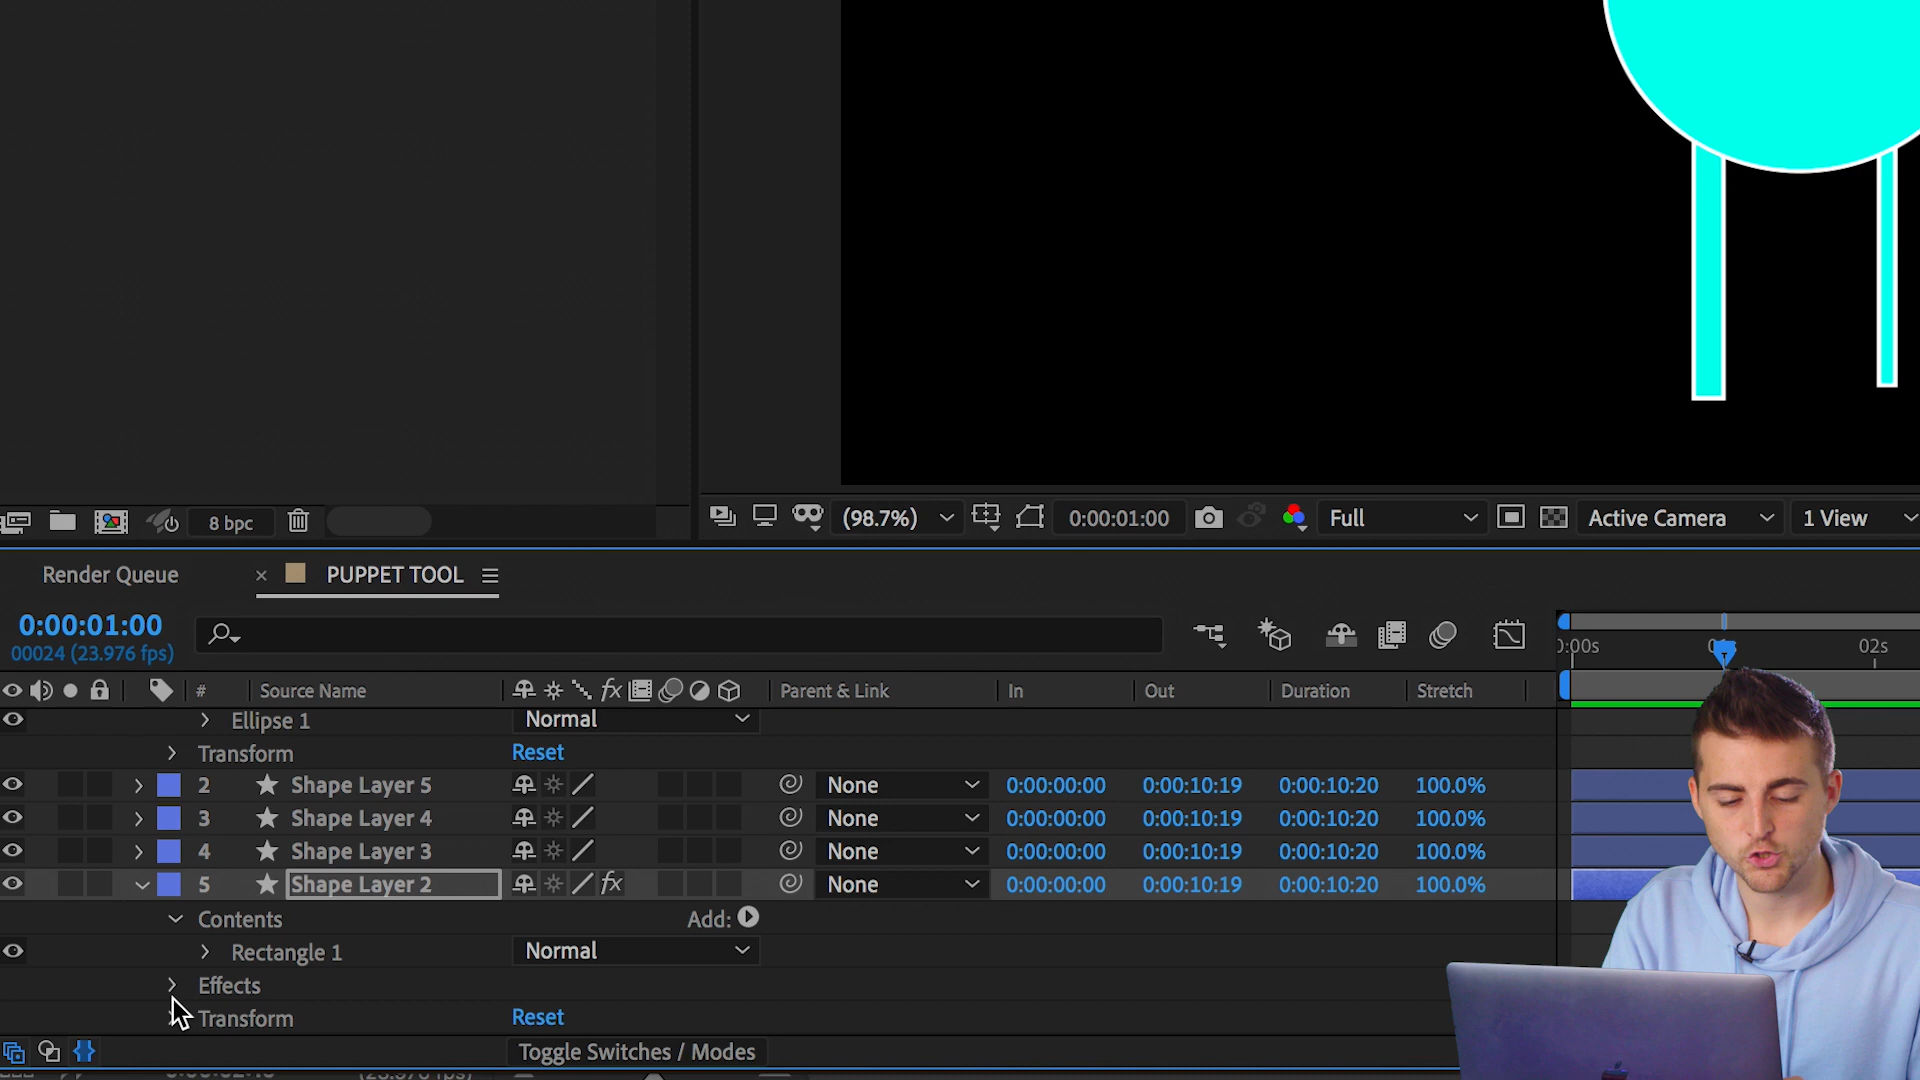 8 bpc
(98.7%)
0:00:01:00
Full
Active Camera
1 View
Render Queue
× PUPPET TOOL
0:00:01:00
00024 (23.976 fps)
0:00s
02s
# Source Name
Parent & Link
In
Out
Duration
Stretch
Ellipse 1
Normal
Transform
Reset
2 Shape Layer 5 None 0:00:00:00 0:00:10:19 0:00:10:20 100.0%
3 Shape Layer 4 None 0:00:00:00 0:00:10:19 0:00:10:20 100.0%
4 Shape Layer 3 None 0:00:00:00 0:00:10:19 0:00:10:20 100.0%
5 Shape Layer 2 fx None 0:00:00:00 0:00:10:19 0:00:10:20 100.0%
Contents
Add:
Rectangle 1
Normal
Effects
Transform
Reset
Toggle Switches / Modes